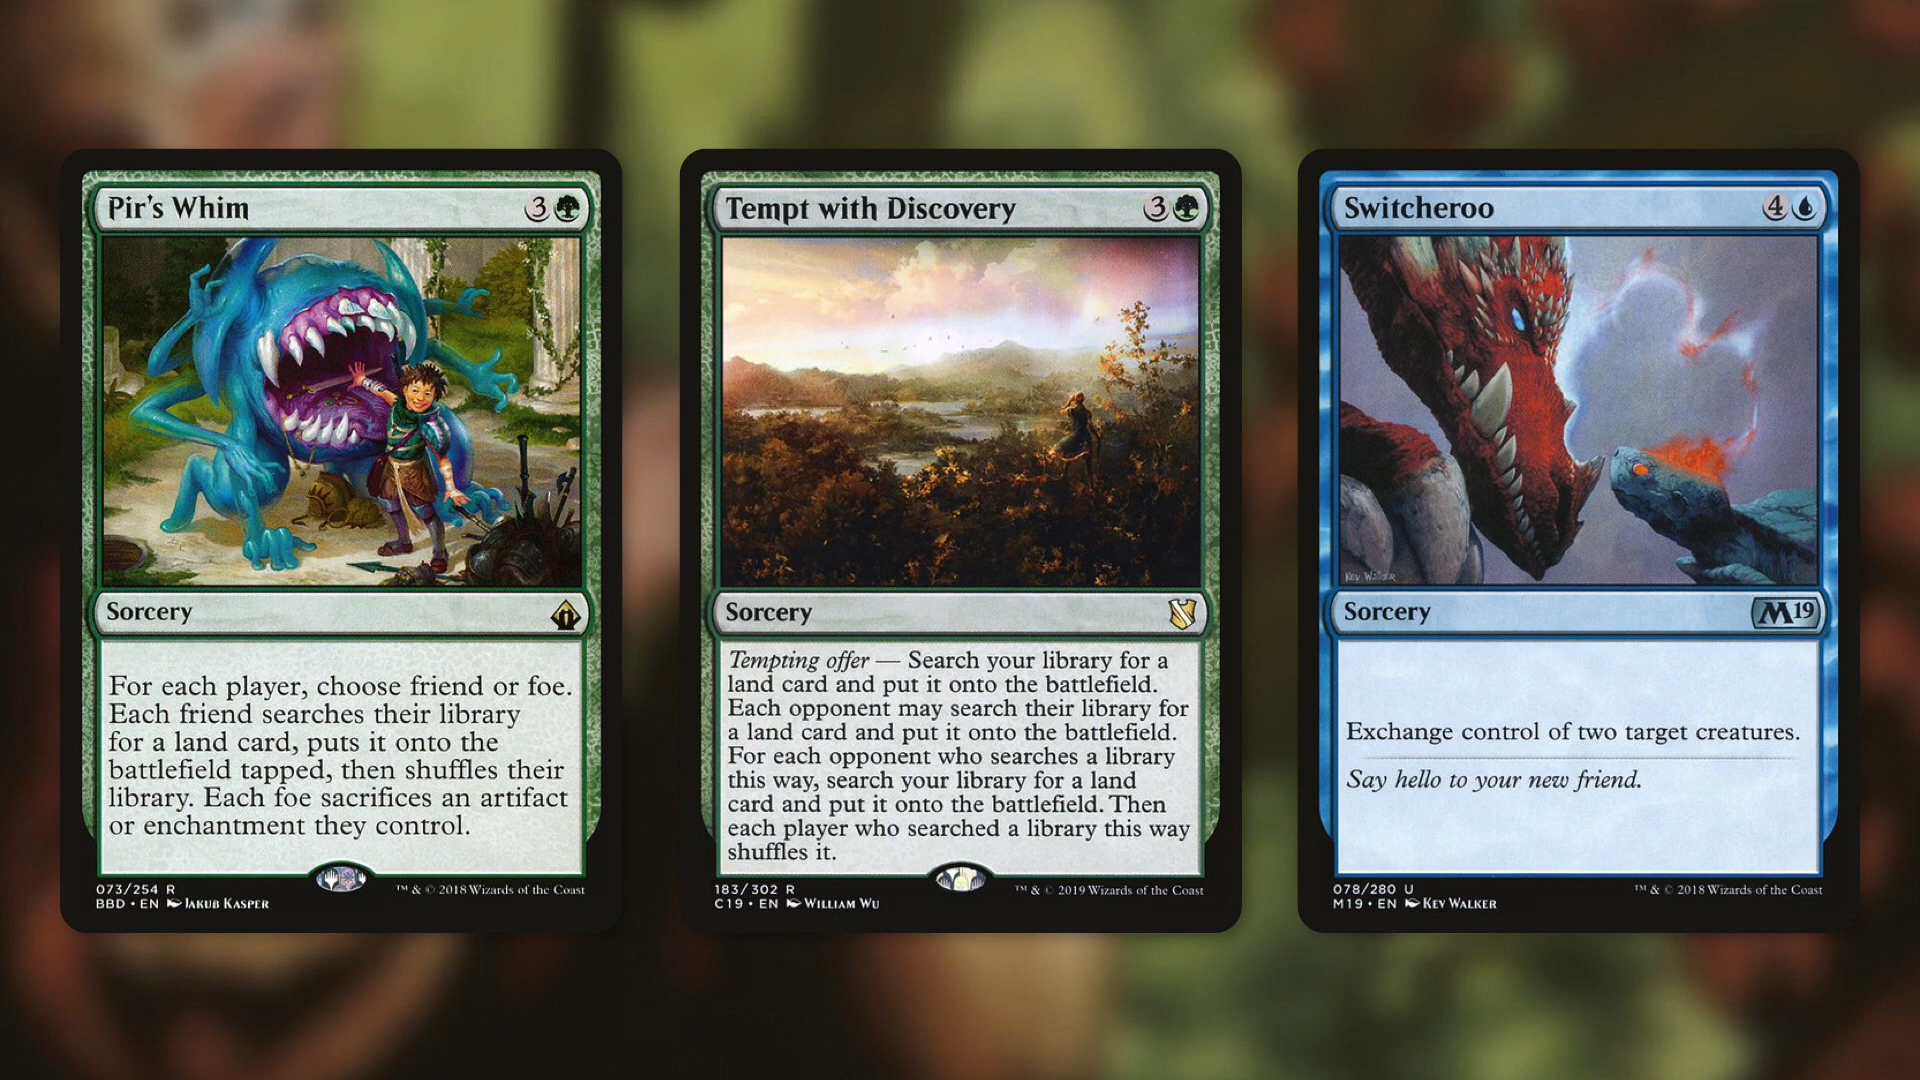 Pir's Whim
3
Sorcery
For each player, choose friend or foe.
Each friend searches their library
for a land card, puts it onto the
battlefield tapped, then shuffles their
library. Each foe sacrifices an artifact
or enchantment they control.
073/254 R
BBD • EN Jakub Kasper
™ & © 2018 Wizards of the Coast
Tempt with Discovery
3
Sorcery
Tempting offer — Search your library for a
land card and put it onto the battlefield.
Each opponent may search their library for
a land card and put it onto the battlefield.
For each opponent who searches a library
this way, search your library for a land
card and put it onto the battlefield. Then
each player who searched a library this way
shuffles it.
183/302 R
C19 • EN William Wu
™ & © 2019 Wizards of the Coast
Switcheroo
4
Kev Walker
Sorcery
M19
Exchange control of two target creatures.
Say hello to your new friend.
078/280 U
M19 • EN Kev Walker
™ & © 2018 Wizards of the Coast